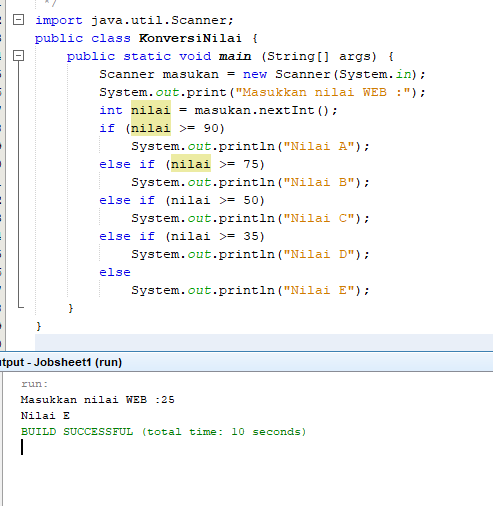 */
import java.util.Scanner;
public class KonversiNilai {
    public static void main (String[] args) {
        Scanner masukan = new Scanner(System.in);
        System.out.print("Masukkan nilai WEB :");
        int nilai = masukan.nextInt();
        if (nilai >= 90)
            System.out.println("Nilai A");
        else if (nilai >= 75)
            System.out.println("Nilai B");
        else if (nilai >= 50)
            System.out.println("Nilai C");
        else if (nilai >= 35)
            System.out.println("Nilai D");
        else
            System.out.println("Nilai E");
    }
}
tput - Jobsheet1 (run)
run:
Masukkan nilai WEB :25
Nilai E
BUILD SUCCESSFUL (total time: 10 seconds)